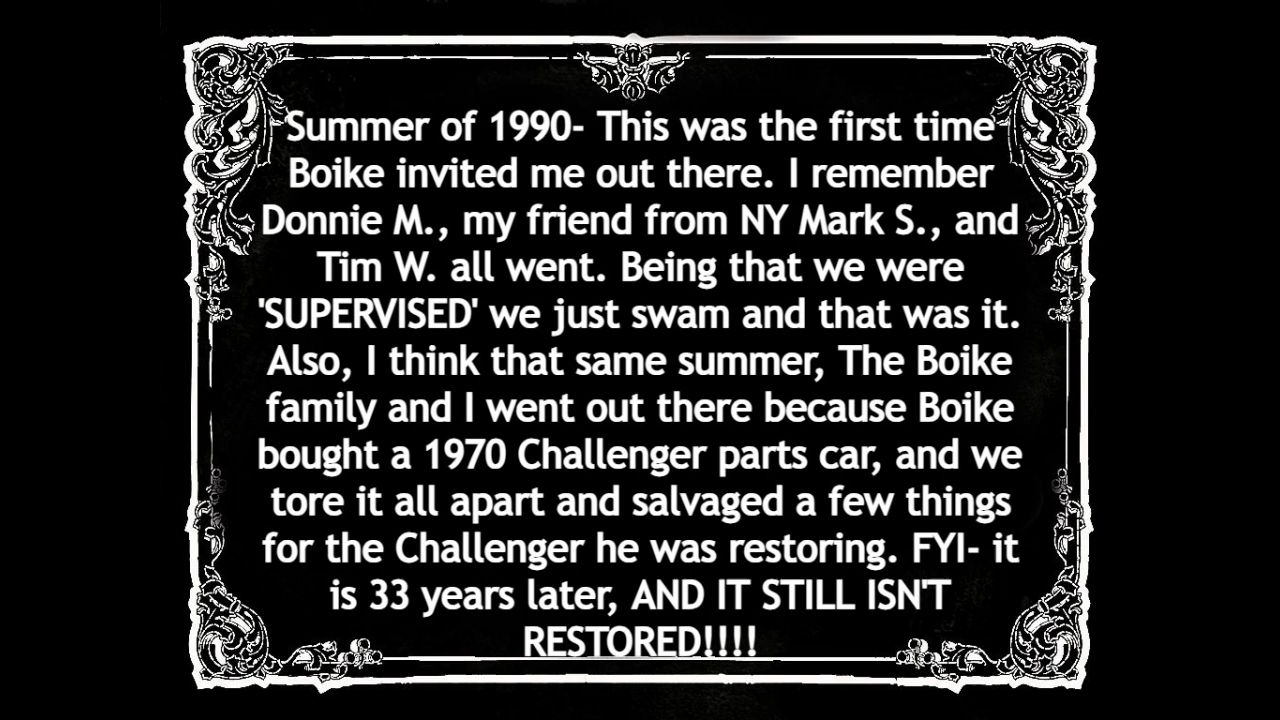 Summer of 1990- This was the first time
Boike invited me out there. I remember
Donnie M., my friend from NY Mark S., and
Tim W. all went. Being that we were
'SUPERVISED' we just swam and that was it.
Also, I think that same summer, The Boike
family and I went out there because Boike
bought a 1970 Challenger parts car, and we
tore it all apart and salvaged a few things
for the Challenger he was restoring. FYI- it
is 33 years later, AND IT STILL ISN'T
RESTORED!!!!